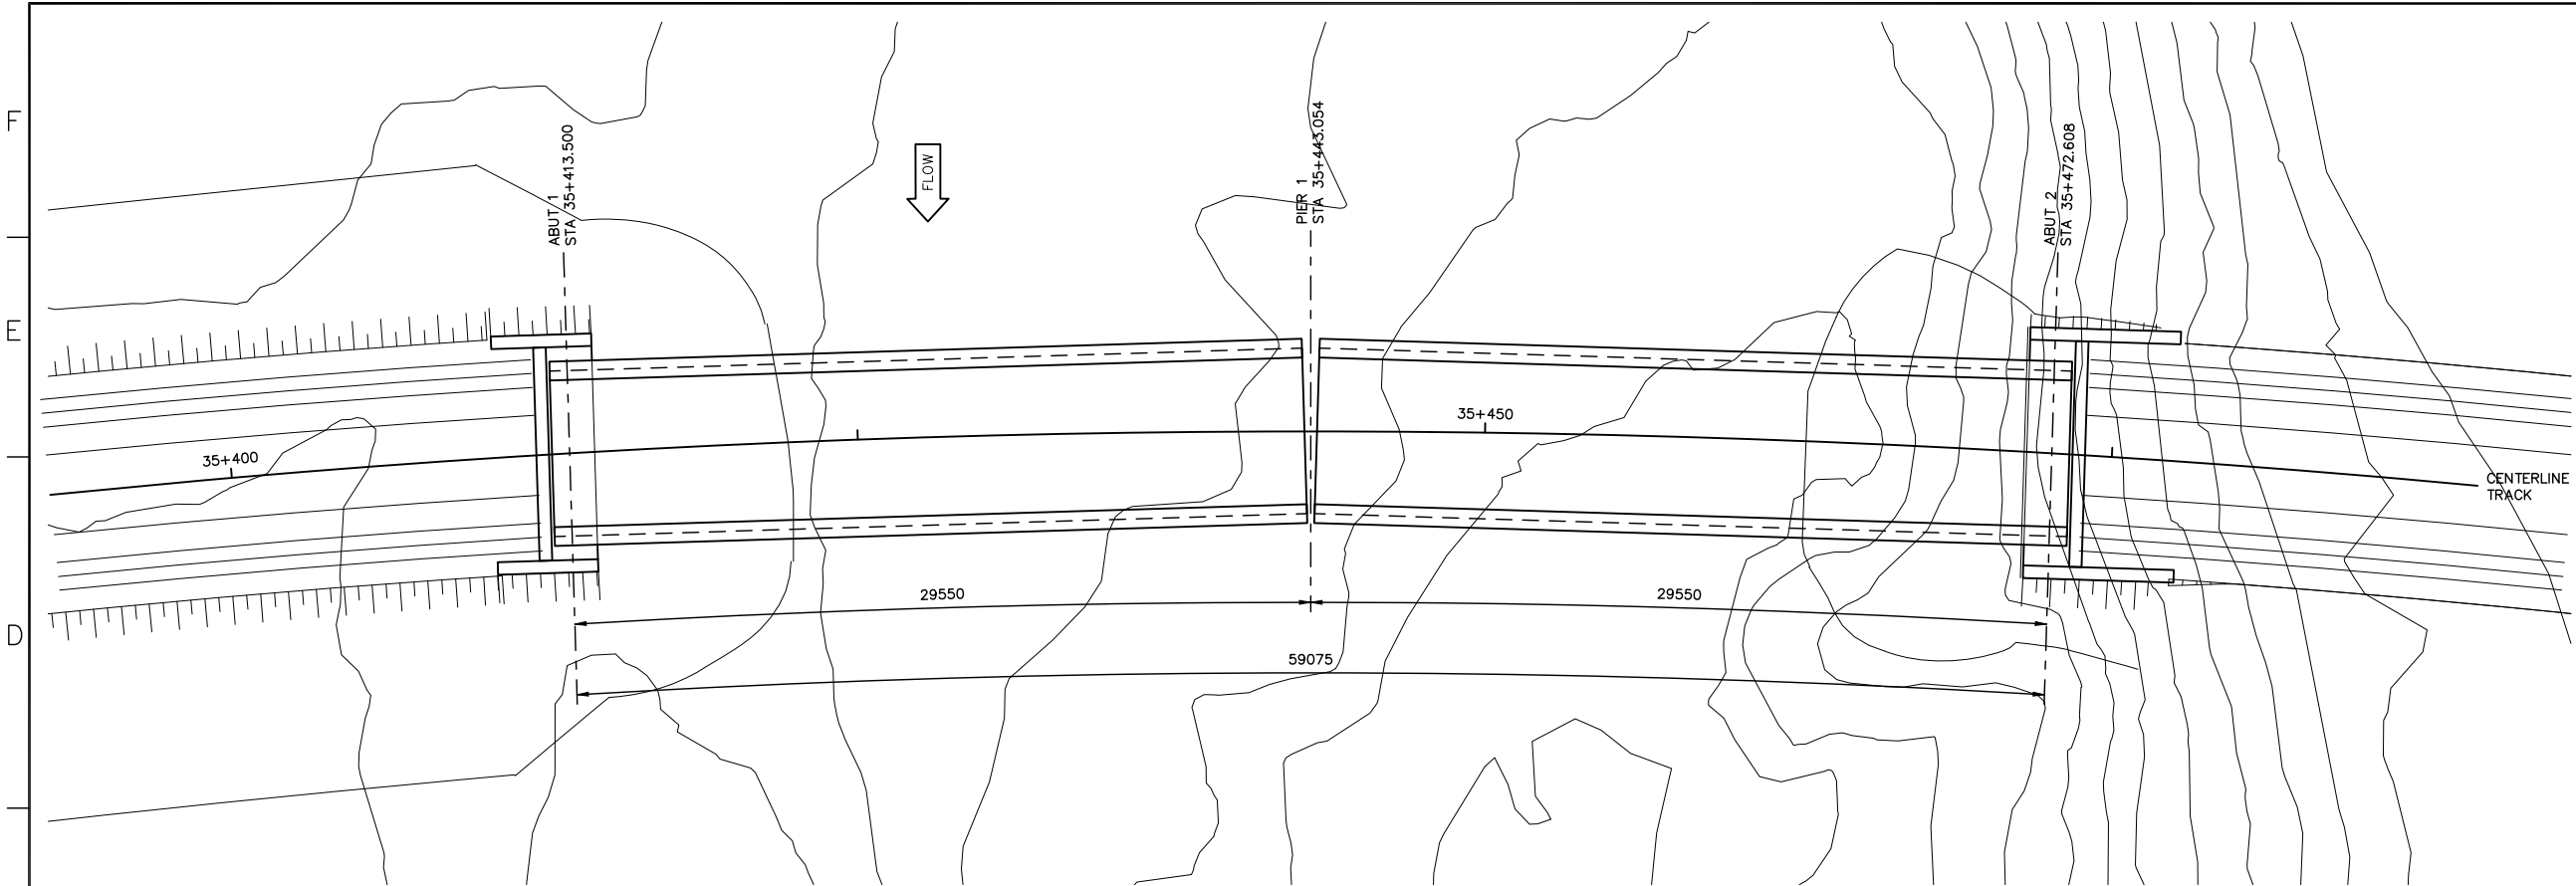 F
E
D
ABUT 1
STA 35+413.500
FLOW
PIER 1
STA 35+443.054
ABUT 2
STA 35+472.608
35+400
35+450
CENTERLINE
TRACK
29550
29550
59075